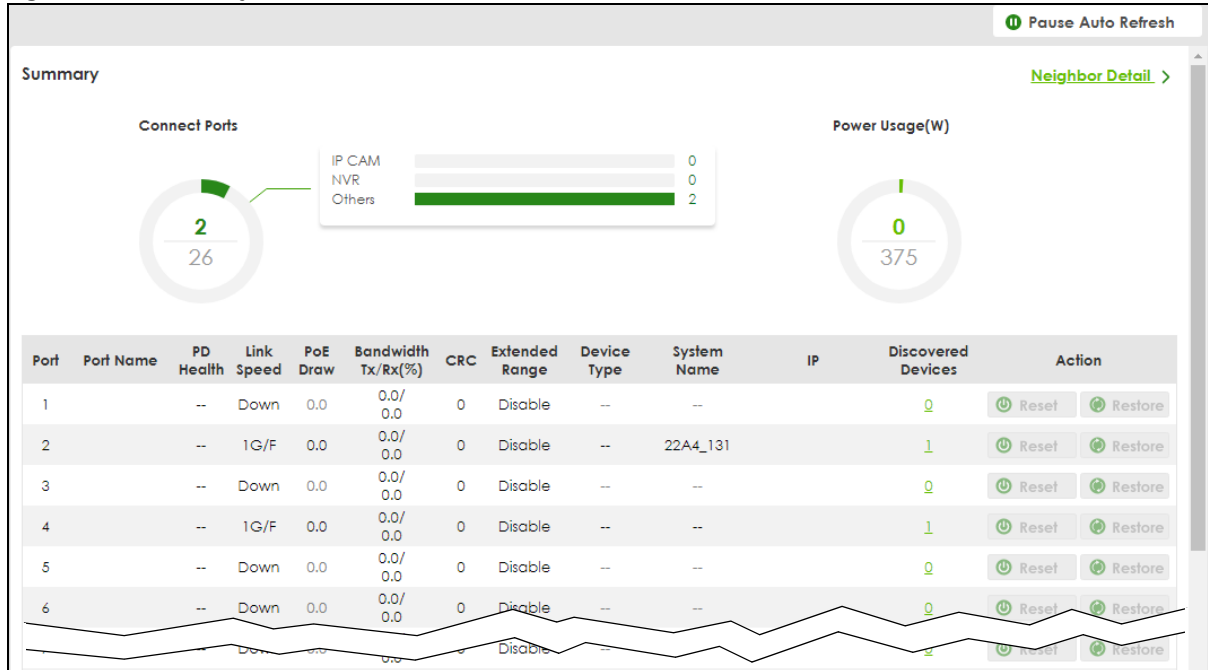 Pause Auto Refresh
Summary
Neighbor Detail >
Connect Ports
Power Usage(W)
IP CAM 0
NVR 0
Others 2
2
26
0
375
Port Port Name PD Health Link Speed PoE Draw Bandwidth Tx/Rx(%) CRC Extended Range Device Type System Name IP Discovered Devices Action
1 -- Down 0.0 0.0/ 0.0 0 Disable -- -- 0 Reset Restore
2 -- 1G/F 0.0 0.0/ 0.0 0 Disable -- 22A4_131 1 Reset Restore
3 -- Down 0.0 0.0/ 0.0 0 Disable -- -- 0 Reset Restore
4 -- 1G/F 0.0 0.0/ 0.0 0 Disable -- -- 1 Reset Restore
5 -- Down 0.0 0.0/ 0.0 0 Disable -- -- 0 Reset Restore
6 -- Down 0.0 0.0/ 0.0 0 Disable -- -- 0 Reset Restore
DisableEreset Restore